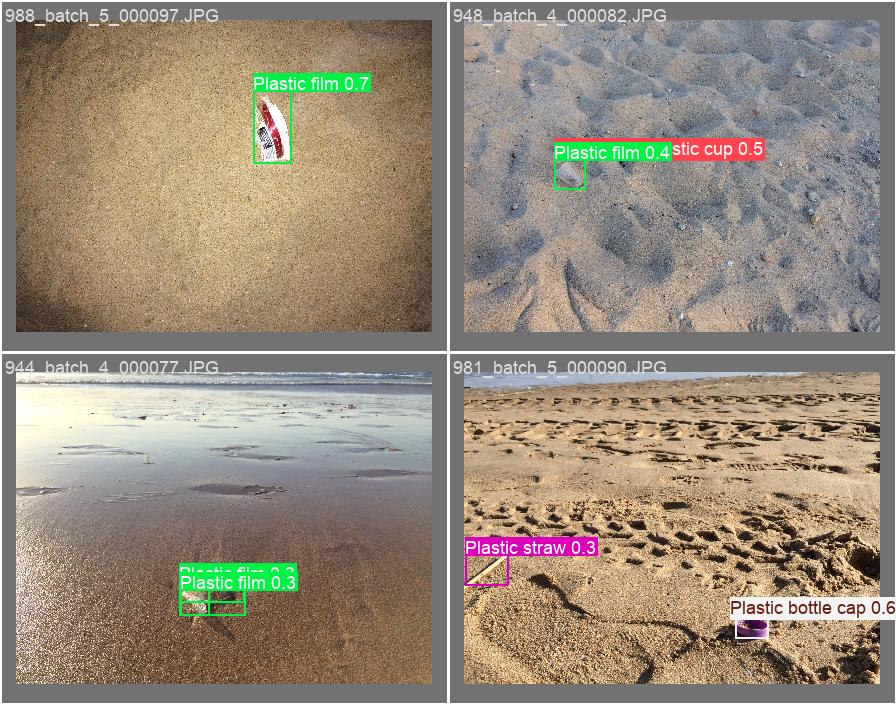 988_batch_5_000097.JPG
Plastic film 0.7
948_batch_4_000082.JPG
Plastic film 0.4
stic cup 0.5
944_batch_4_000077.JPG
Plastic film 0.3
Plastic film 0.3
981_batch_5_000090.JPG
Plastic straw 0.3
Plastic bottle cap 0.6